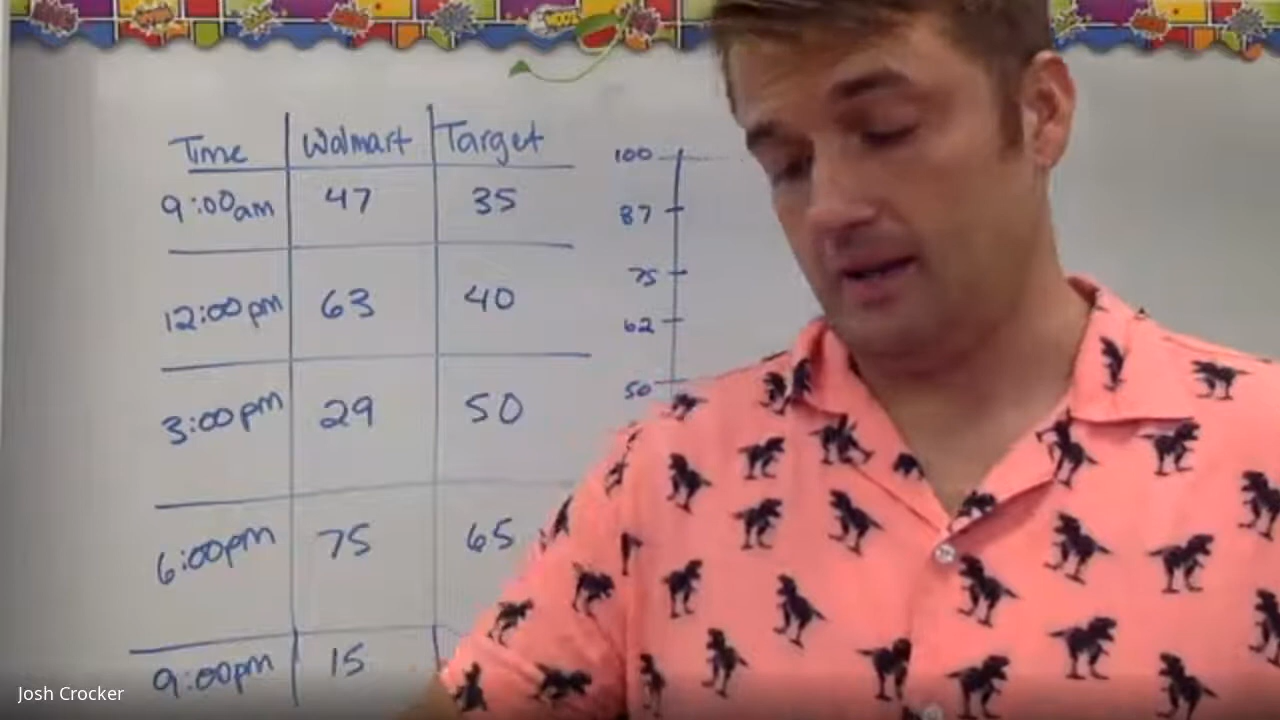 Time Walmart Target
9:00am 47 35
12:00pm 63 40
3:00pm 29 50
6:00pm 75 65
9:00pm 15
100
87
75
62
50
Josh Crocker